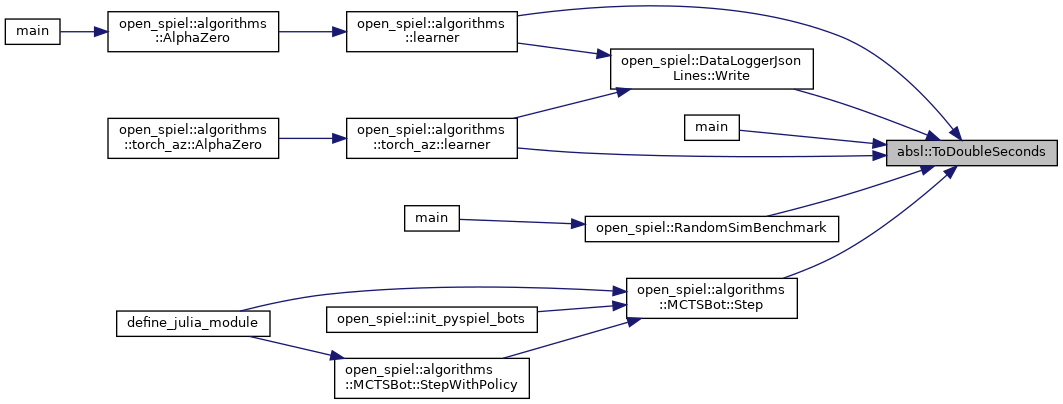 main
open_spiel::algorithms
::AlphaZero
open_spiel::algorithms
::learner
open_spiel::DataLoggerJson
Lines::Write
main
open_spiel::algorithms
::torch_az::AlphaZero
open_spiel::algorithms
::torch_az::learner
absl::ToDoubleSeconds
main
open_spiel::RandomSimBenchmark
open_spiel::algorithms
::MCTSBot::Step
define_julia_module
open_spiel::init_pyspiel_bots
open_spiel::algorithms
::MCTSBot::StepWithPolicy